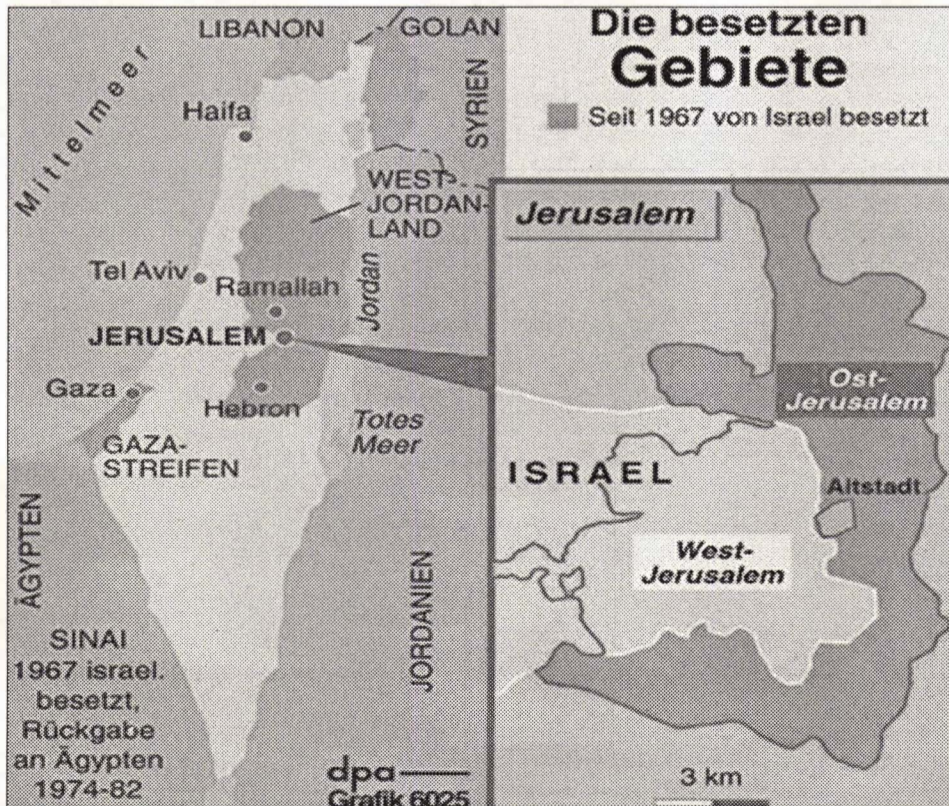 Die besetzten
Gebiete
Seit 1967 von Israel besetzt
LIBANON
GOLAN
SYRIEN
Mittelmeer
Haifa
WEST-
JORDAN-
LAND
Tel Aviv
Ramallah
Jordan
JERUSALEM
Gaza
Hebron
Totes
Meer
GAZA-
STREIFEN
ÄGYPTEN
JORDANIEN
SINAI
1967 israel.
besetzt,
Rückgabe
an Ägypten
1974-82
dpa
Grafik 6025
Jerusalem
Ost-
Jerusalem
ISRAEL
Altstadt
West-
Jerusalem
3 km